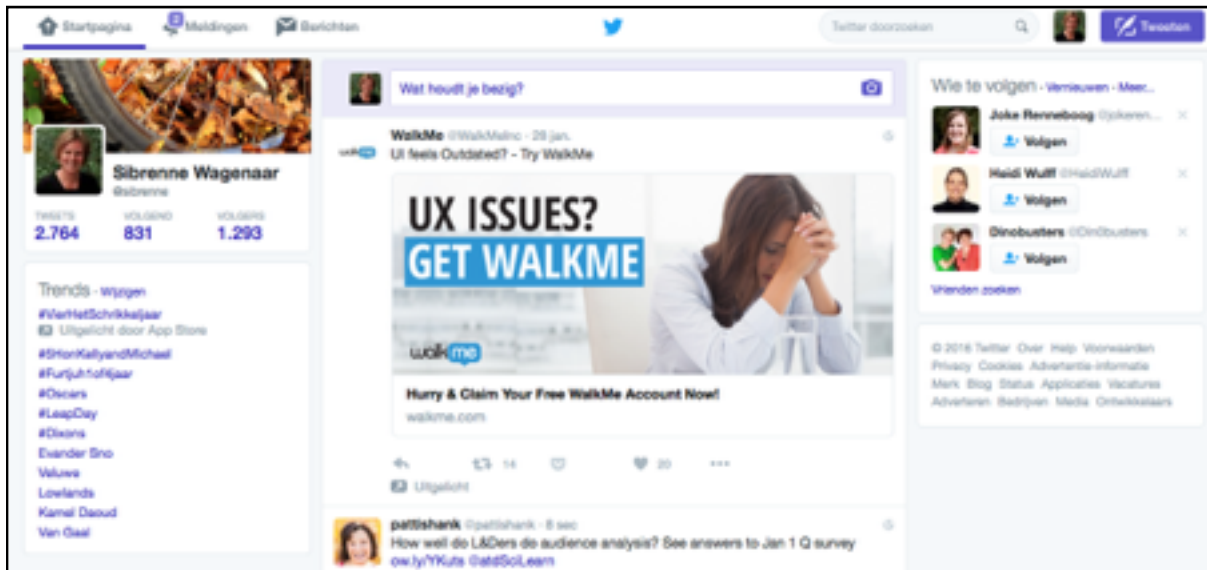 Startpagina
2
Meldingen
Berichten
Twitter doorzoeken
Tweeten
Sibrenne Wagenaar
@sibrenne
TWEETS VOLGEND VOLGERS
2.764 831 1.293
Trends · Wijzigen
#VierHetSchrikkeljaar
Uitgelicht door App Store
#5HonKellyandMichael
#Furtjuh1of4jaar
#Oscars
#LeapDay
#Dixons
Evander Sno
Veluwe
Lowlands
Kamel Daoud
Van Gaal
Wat houdt je bezig?
WalkMe @WalkMeInc · 28 jan.
walkme
UI feels Outdated? - Try WalkMe
UX ISSUES?
GET WALKME
walkme
Hurry & Claim Your Free WalkMe Account Now!
walkme.com
14
20
Uitgelicht
pattishank @pattishank · 8 sec
How well do L&Ders do audience analysis? See answers to Jan 1 Q survey
ow.ly/YKuts @atdSciLearn
Wie te volgen · Vernieuwen · Meer...
Joke Renneboog @jokeren...
Volgen
Heidi Wulff @HeidiWulff
Volgen
Dinobusters @Din0busters
Volgen
Vrienden zoeken
© 2016 Twitter Over Help Voorwaarden
Privacy Cookies Advertentie-informatie
Merk Blog Status Applicaties Vacatures
Adverteren Bedrijven Media Ontwikkelaars